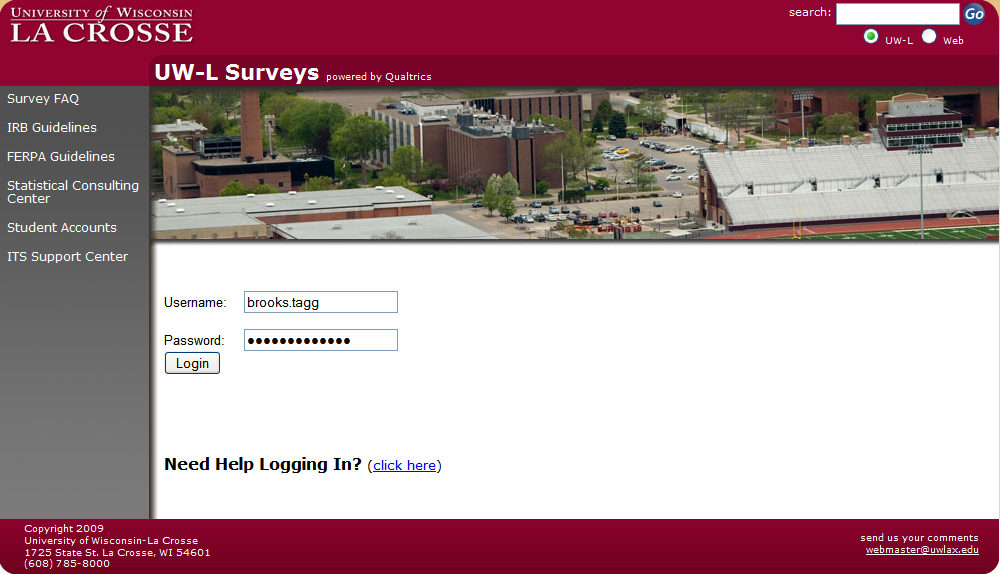 UNIVERSITY of WISCONSIN
LA CROSSE
search:
Go
UW-L Web
UW-L Surveys powered by Qualtrics
Survey FAQ
IRB Guidelines
FERPA Guidelines
Statistical Consulting
Center
Student Accounts
ITS Support Center
Username: brooks.tagg
Password: •••••••••••••
Login
Need Help Logging In? (click here)
Copyright 2009
University of Wisconsin-La Crosse
1725 State St. La Crosse, WI 54601
(608) 785-8000
send us your comments
webmaster@uwlax.edu